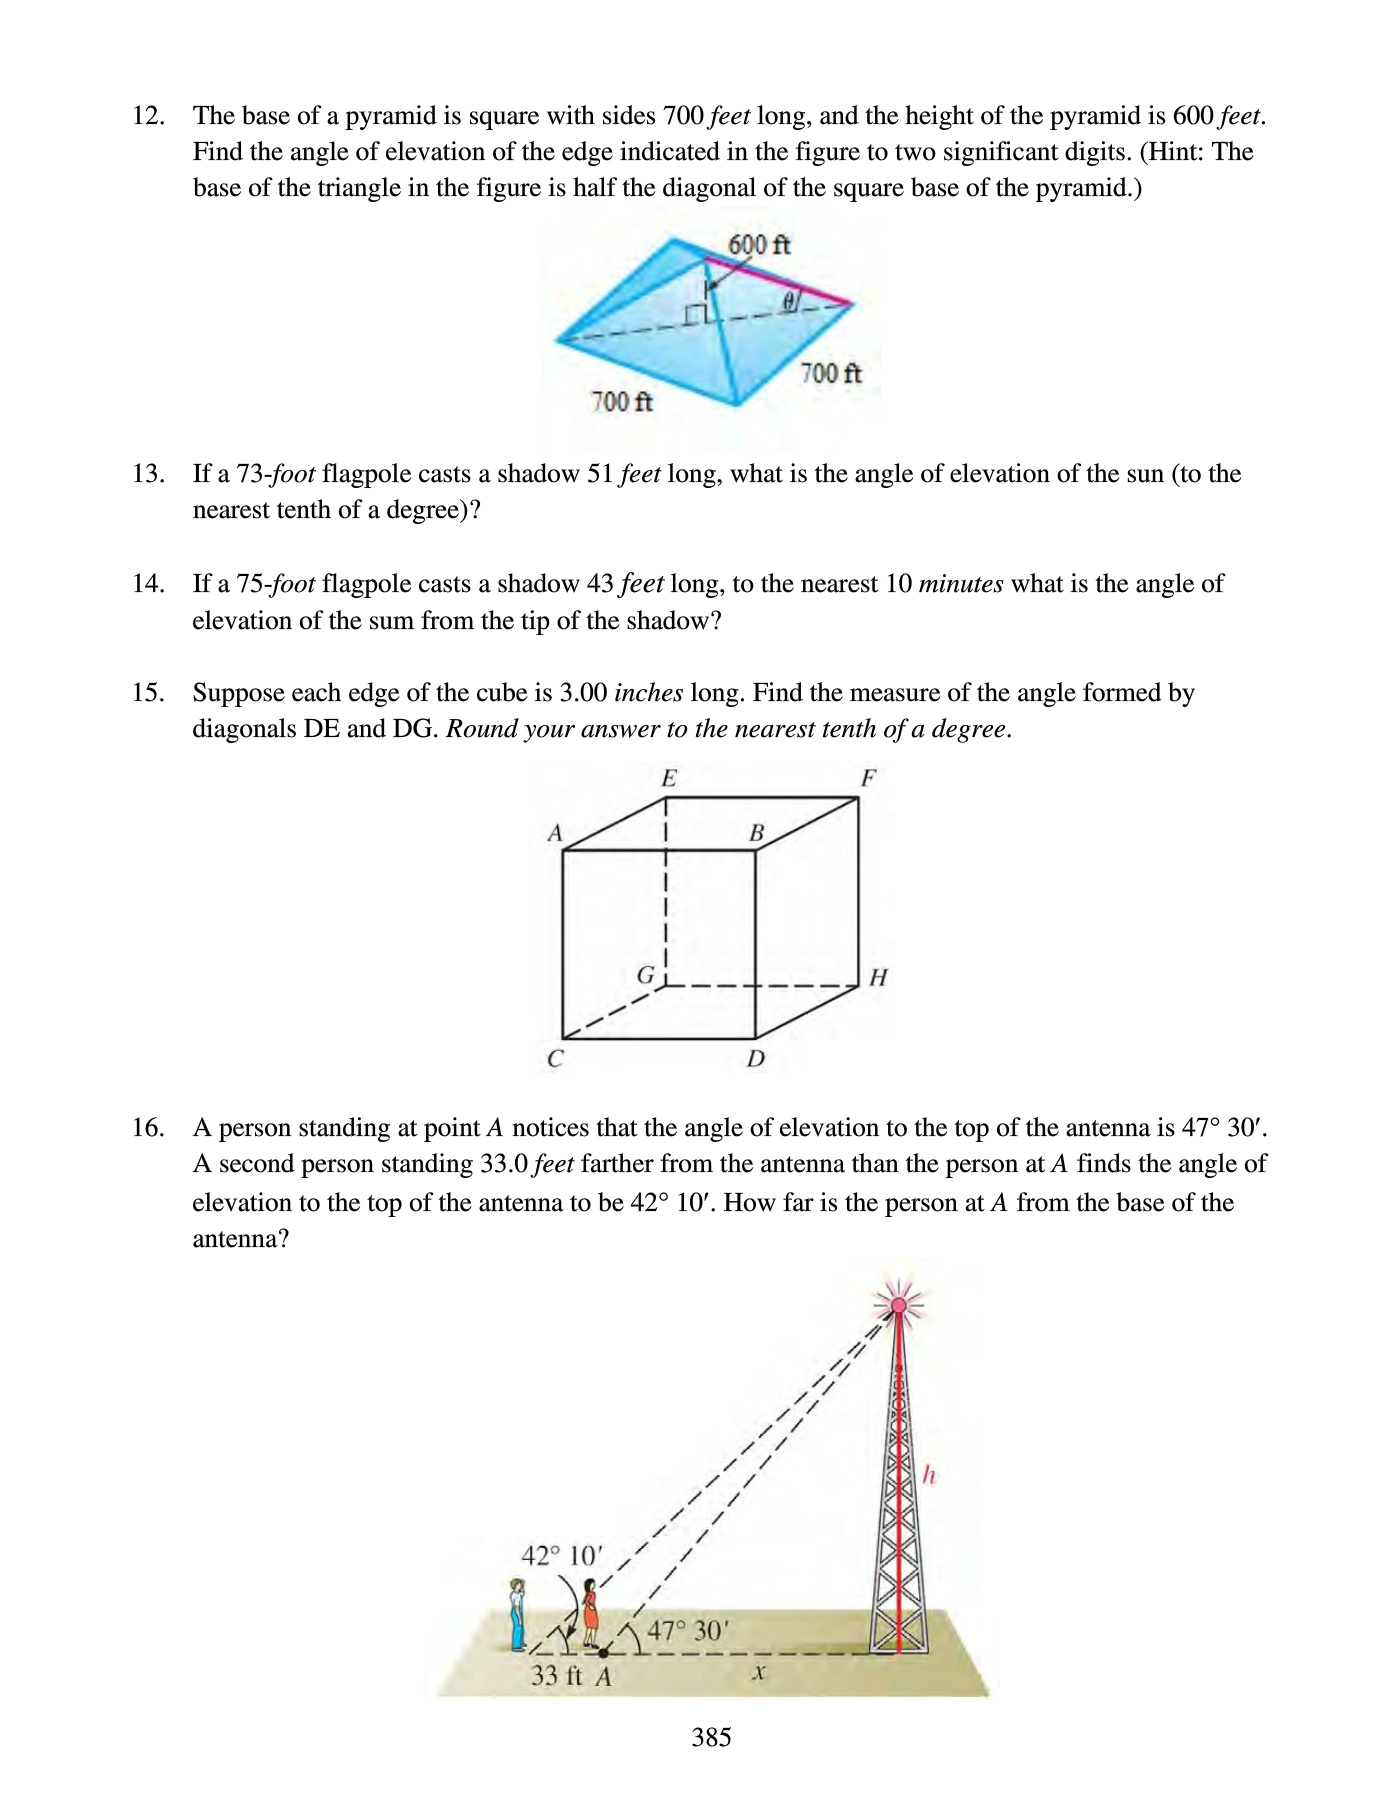 12. The base of a pyramid is square with sides 700 feet long, and the height of the pyramid is 600 feet.
Find the angle of elevation of the edge indicated in the figure to two significant digits. (Hint: The
base of the triangle in the figure is half the diagonal of the square base of the pyramid.)
600 ft
θ
700 ft
700 ft
13. If a 73-foot flagpole casts a shadow 51 feet long, what is the angle of elevation of the sun (to the
nearest tenth of a degree)?
14. If a 75-foot flagpole casts a shadow 43 feet long, to the nearest 10 minutes what is the angle of
elevation of the sum from the tip of the shadow?
15. Suppose each edge of the cube is 3.00 inches long. Find the measure of the angle formed by
diagonals DE and DG. Round your answer to the nearest tenth of a degree.
E F
A B
G H
C D
16. A person standing at point A notices that the angle of elevation to the top of the antenna is 47° 30′.
A second person standing 33.0 feet farther from the antenna than the person at A finds the angle of
elevation to the top of the antenna to be 42° 10′. How far is the person at A from the base of the
antenna?
h
42° 10′
47° 30′
33 ft A x
385